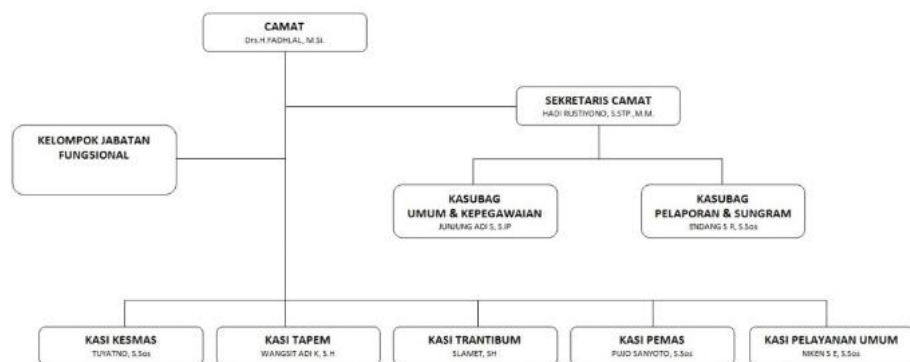 CAMAT
Drs.H.FADHLAL, M.Si.
SEKRETARIS CAMAT
HADI RUSTIYONO, S.STP., M.M.
KELOMPOK JABATAN
FUNGSIONAL
KASUBAG
UMUM & KEPEGAWAIAN
JUNJUNG ADI S, S.IP
KASUBAG
PELAPORAN & SUNGRAM
ENDANG S R, S.Sos
KASI KESMAS
TUYATNO, S.Sos
KASI TAPEM
WANGSIT ADI K, S.H
KASI TRANTIBUM
SLAMET, SH
KASI PEMAS
PUJO SANYOTO, S.Sos
KASI PELAYANAN UMUM
NIKEN S E, S.Sos